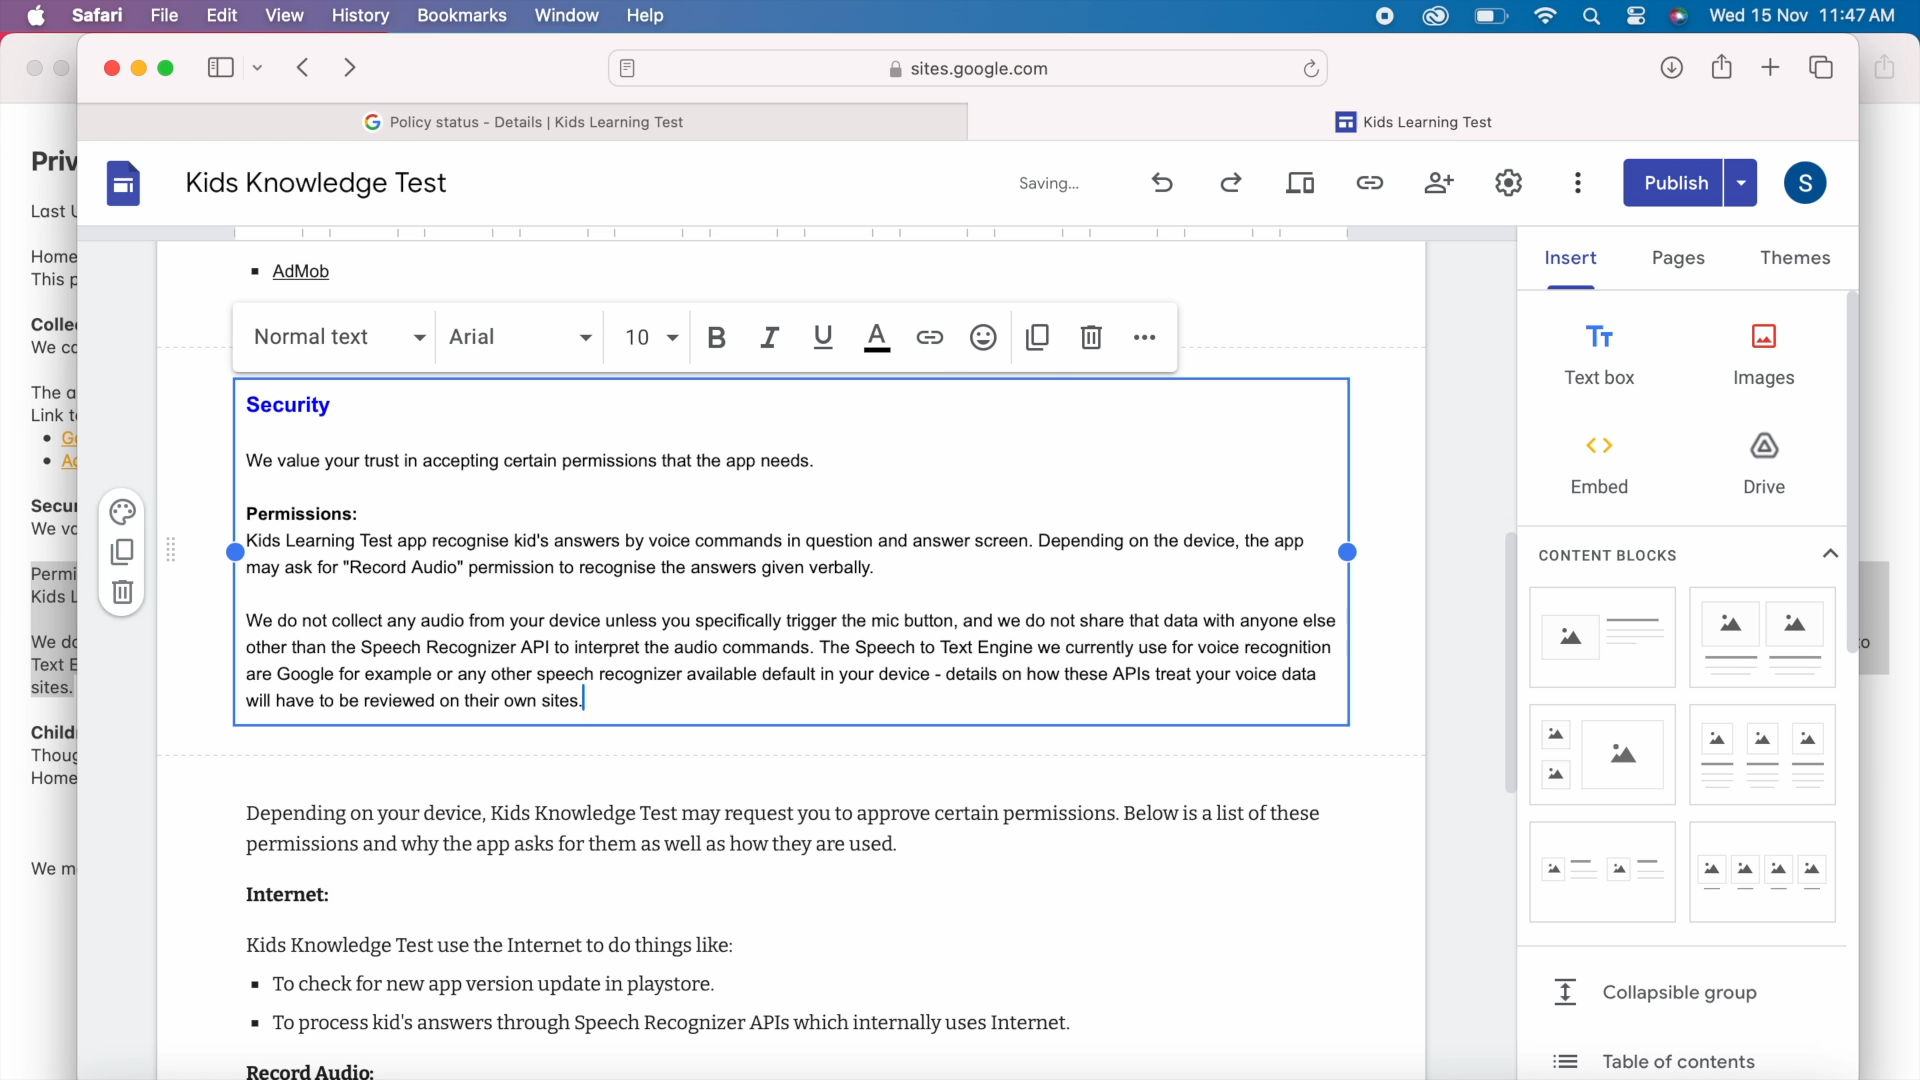 Safari File Edit View History Bookmarks Window Help Wed 15 Nov 11:47 AM
sites.google.com
Policy status - Details | Kids Learning Test
Kids Learning Test
Kids Knowledge Test
Saving...
Publish
S
Insert Pages Themes
AdMob
Normal text Arial 10 B I U A
Security
We value your trust in accepting certain permissions that the app needs.
Permissions:
Kids Learning Test app recognise kid's answers by voice commands in question and answer screen. Depending on the device, the app
may ask for "Record Audio" permission to recognise the answers given verbally.
We do not collect any audio from your device unless you specifically trigger the mic button, and we do not share that data with anyone else
other than the Speech Recognizer API to interpret the audio commands. The Speech to Text Engine we currently use for voice recognition
are Google for example or any other speech recognizer available default in your device - details on how these APIs treat your voice data
will have to be reviewed on their own sites.
Depending on your device, Kids Knowledge Test may request you to approve certain permissions. Below is a list of these
permissions and why the app asks for them as well as how they are used.
Internet:
Kids Knowledge Test use the Internet to do things like:
To check for new app version update in playstore.
To process kid's answers through Speech Recognizer APIs which internally uses Internet.
Record Audio:
Text box Images
Embed Drive
CONTENT BLOCKS
Collapsible group
Table of contents
Home
This
The
Link
We
Kids
We
Text
sites.
Home
We